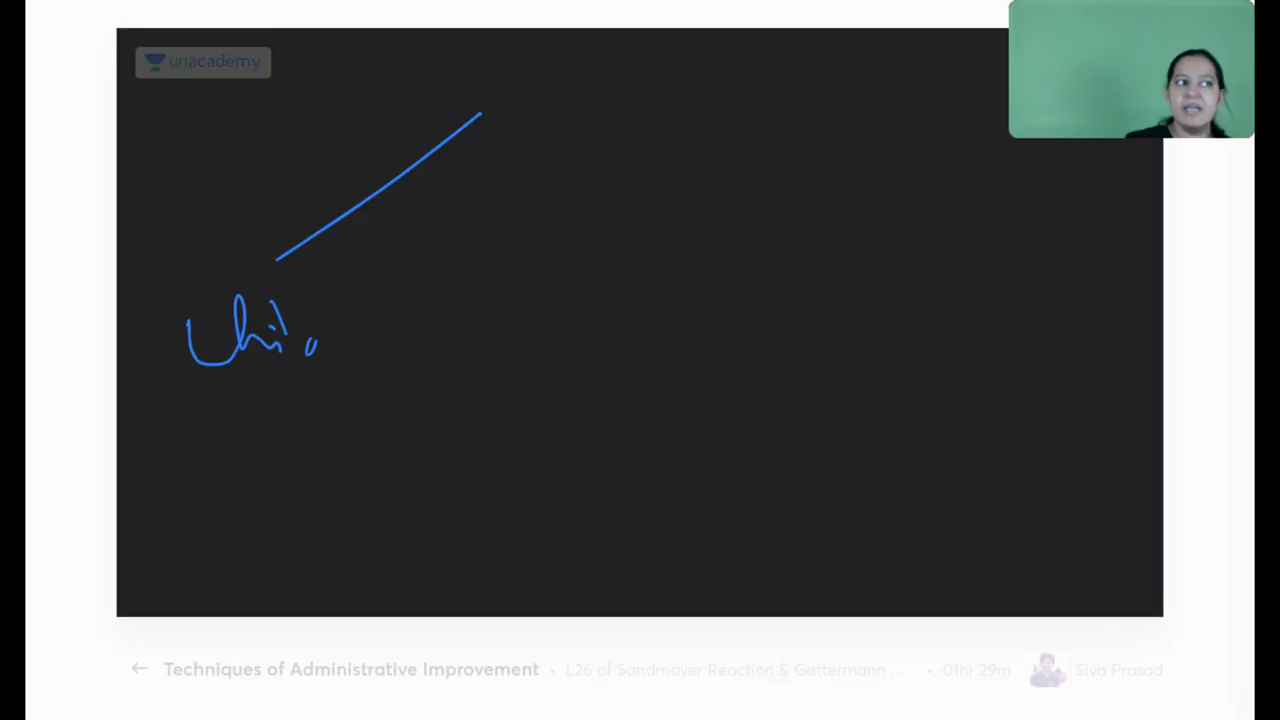 unacademy
← Techniques of Administrative Improvement • L26 of Sandmayer Reaction & Gattermann ... • 01hr 29m Siva Prasad